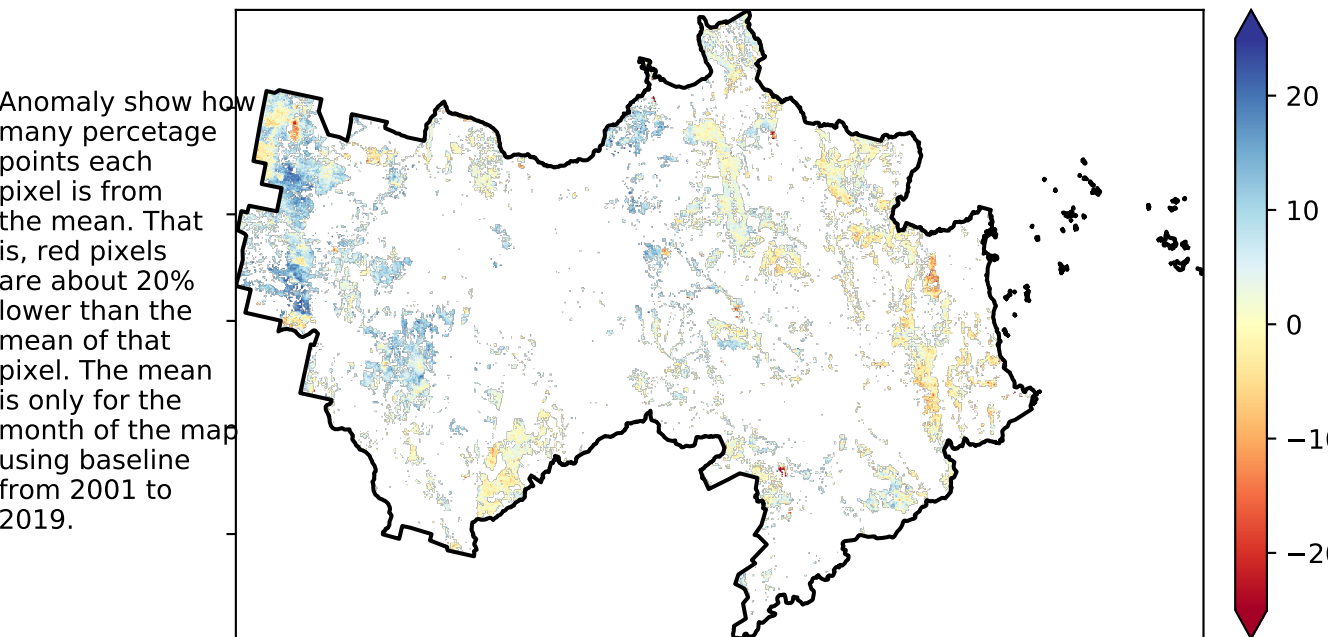 Anomaly show how
many percetage
points each
pixel is from
the mean. That
is, red pixels
are about 20%
lower than the
mean of that
pixel. The mean
is only for the
month of the map
using baseline
from 2001 to
2019.
20
10
0
−10
−20